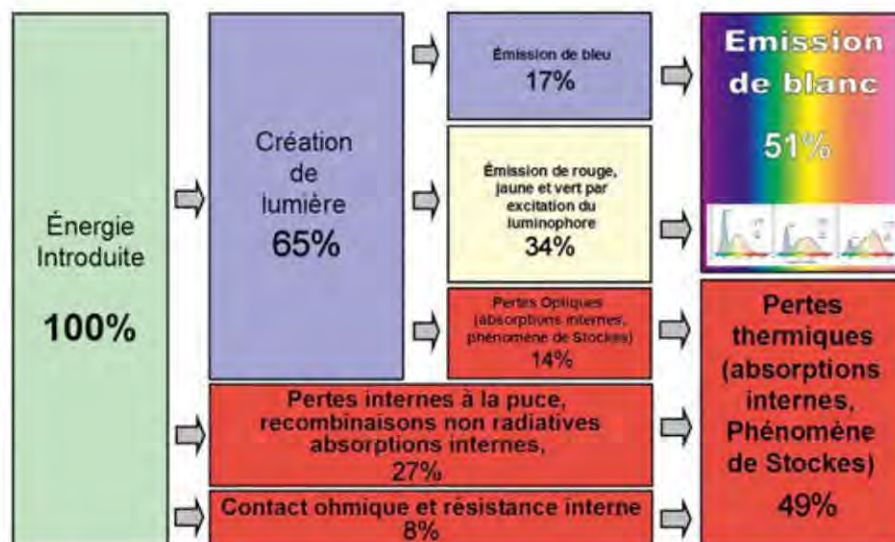 Énergie
Introduite
100%
Création
de
lumière
65%
Émission de bleu
17%
Émission de rouge,
jaune et vert par
excitation du
luminophore
34%
Pertes Optiques
(absorptions internes,
phénomène de Stockes)
14%
Pertes internes à la puce,
recombinaisons non radiatives
absorptions internes,
27%
Contact ohmique et résistance interne
8%
Emission
de blanc
51%
Pertes
thermiques
(absorptions
internes,
Phénomène
de Stockes)
49%